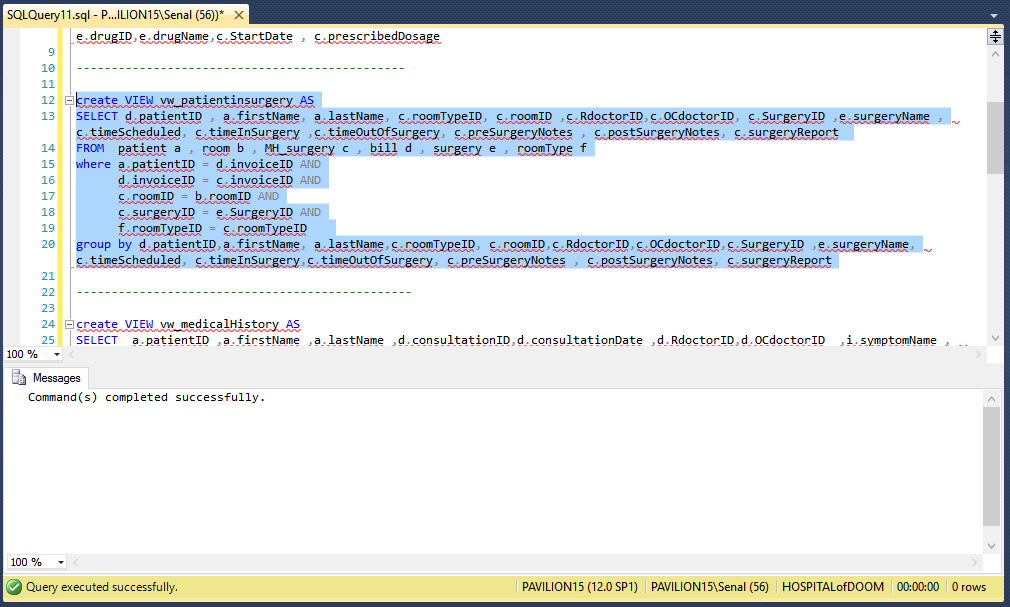 SQLQuery11.sql - P...ILION15\Senal (56))* ✕
e.drugID,e.drugName,c.StartDate , c.prescribedDosage
9
10 -----------------------------------------------
11
12 create VIEW vw_patientinsurgery AS
13 SELECT d.patientID , a.firstName, a.lastName, c.roomTypeID, c.roomID ,c.RdoctorID,c.OCdoctorID, c.SurgeryID ,e.surgeryName ,
c.timeScheduled, c.timeInSurgery ,c.timeOutOfSurgery, c.preSurgeryNotes , c.postSurgeryNotes, c.surgeryReport
14 FROM patient a , room b , MH_surgery c , bill d , surgery e , roomType f
15 where a.patientID = d.invoiceID AND
16 d.invoiceID = c.invoiceID AND
17 c.roomID = b.roomID AND
18 c.surgeryID = e.SurgeryID AND
19 f.roomTypeID = c.roomTypeID
20 group by d.patientID,a.firstName, a.lastName,c.roomTypeID, c.roomID,c.RdoctorID,c.OCdoctorID,c.SurgeryID ,e.surgeryName,
c.timeScheduled, c.timeInSurgery,c.timeOutOfSurgery, c.preSurgeryNotes , c.postSurgeryNotes, c.surgeryReport
21
22 ------------------------------------------------
23
24 create VIEW vw_medicalHistory AS
25 SELECT a.patientID ,a.firstName ,a.lastName ,d.consultationID,d.consultationDate ,d.RdoctorID,d.OCdoctorID ,i.symptomName ,
100 %
Messages
Command(s) completed successfully.
100 %
Query executed successfully. PAVILION15 (12.0 SP1) PAVILION15\Senal (56) HOSPITALofDOOM 00:00:00 0 rows